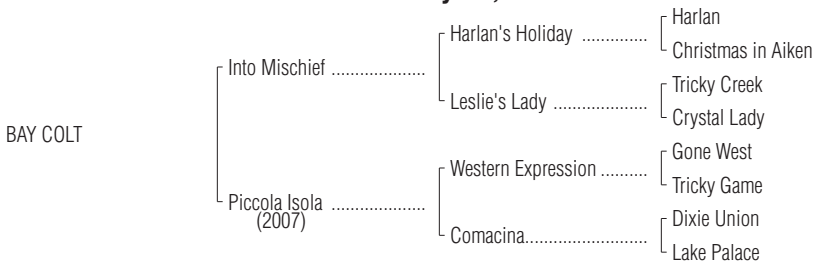 Harlan
Harlan's Holiday .............
Christmas in Aiken
Into Mischief ....................
Tricky Creek
Leslie's Lady ...................
Crystal Lady
BAY COLT
Gone West
Western Expression ..........
Tricky Game
Piccola Isola ....................
(2007)
Dixie Union
Comacina.........................
Lake Palace